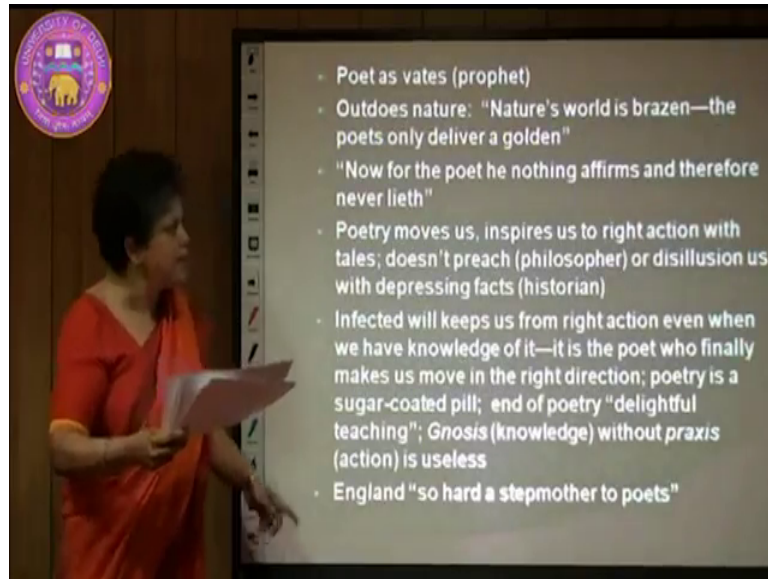 UNIVERSITY OF DELHI
Poet as vates (prophet)
Outdoes nature: “Nature’s world is brazen—the
poets only deliver a golden”
“Now for the poet he nothing affirms and therefore
never lieth”
Poetry moves us, inspires us to right action with
tales; doesn’t preach (philosopher) or disillusion us
with depressing facts (historian)
Infected will keeps us from right action even when
we have knowledge of it—it is the poet who finally
makes us move in the right direction; poetry is a
sugar-coated pill; end of poetry “delightful
teaching”; Gnosis (knowledge) without praxis
(action) is useless
England “so hard a stepmother to poets”